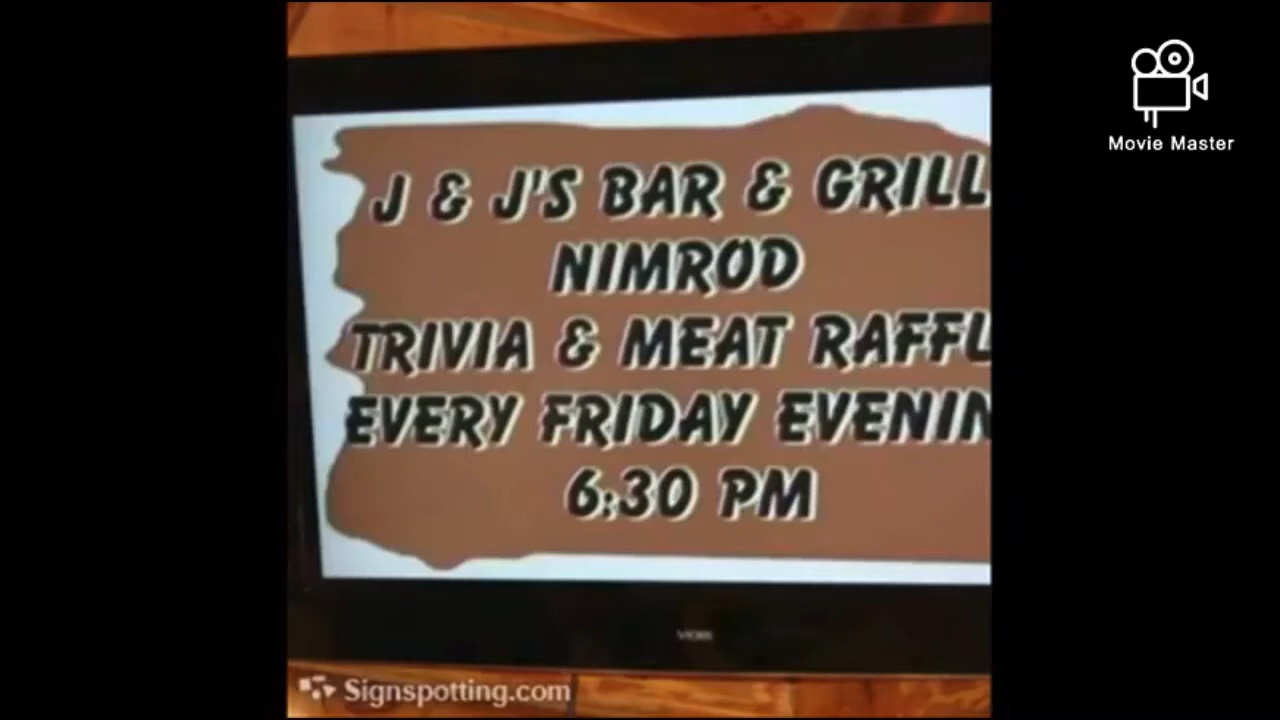 Movie Master
J & J'S BAR & GRILL
NIMROD
TRIVIA & MEAT RAFFL
EVERY FRIDAY EVENIN
6:30 PM
Signspotting.com